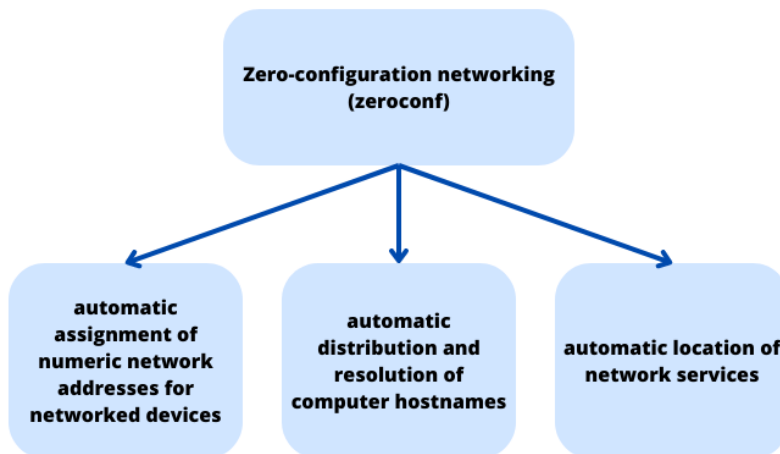 Zero-configuration networking
(zeroconf)
automatic
assignment of
numeric network
addresses for
networked devices
automatic
distribution and
resolution of
computer hostnames
automatic location of
network services